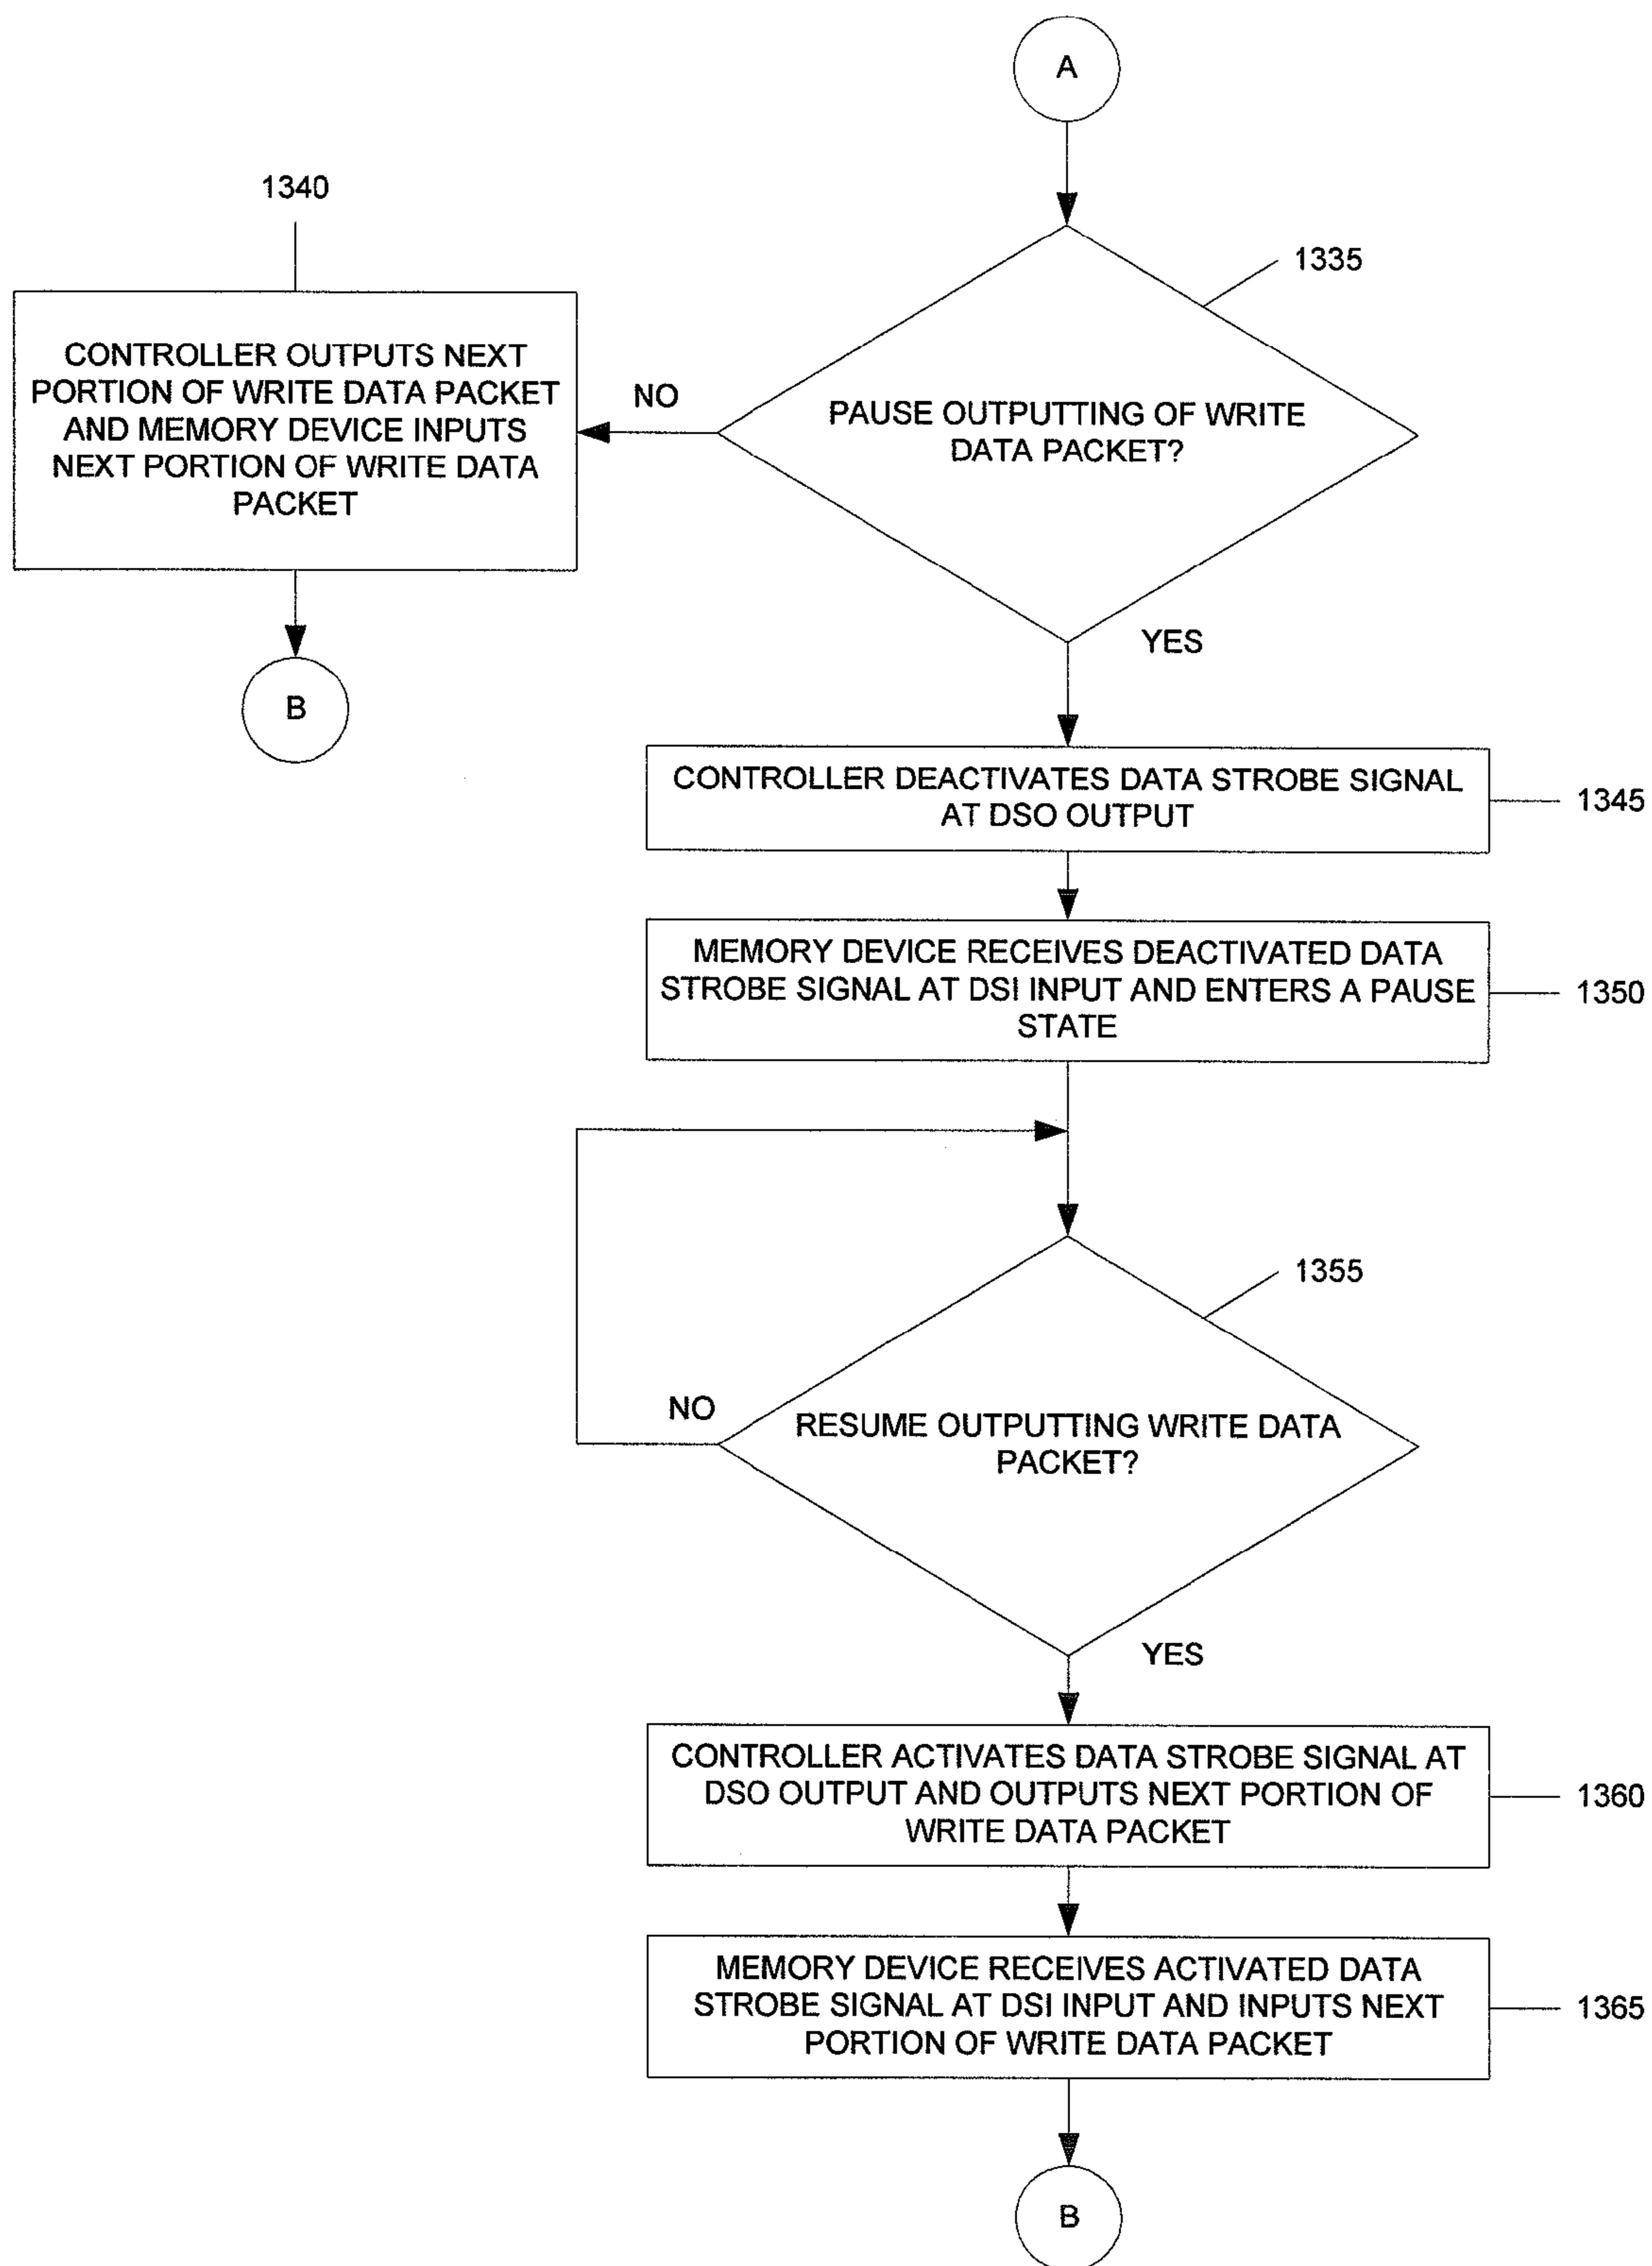 A
1340
1335
CONTROLLER OUTPUTS NEXT
PORTION OF WRITE DATA PACKET
AND MEMORY DEVICE INPUTS
NEXT PORTION OF WRITE DATA
PACKET
NO
PAUSE OUTPUTTING OF WRITE
DATA PACKET?
YES
B
CONTROLLER DEACTIVATES DATA STROBE SIGNAL
AT DSO OUTPUT
1345
MEMORY DEVICE RECEIVES DEACTIVATED DATA
STROBE SIGNAL AT DSI INPUT AND ENTERS A PAUSE
STATE
1350
1355
NO
RESUME OUTPUTTING WRITE DATA
PACKET?
YES
CONTROLLER ACTIVATES DATA STROBE SIGNAL AT
DSO OUTPUT AND OUTPUTS NEXT PORTION OF
WRITE DATA PACKET
1360
MEMORY DEVICE RECEIVES ACTIVATED DATA
STROBE SIGNAL AT DSI INPUT AND INPUTS NEXT
PORTION OF WRITE DATA PACKET
1365
B